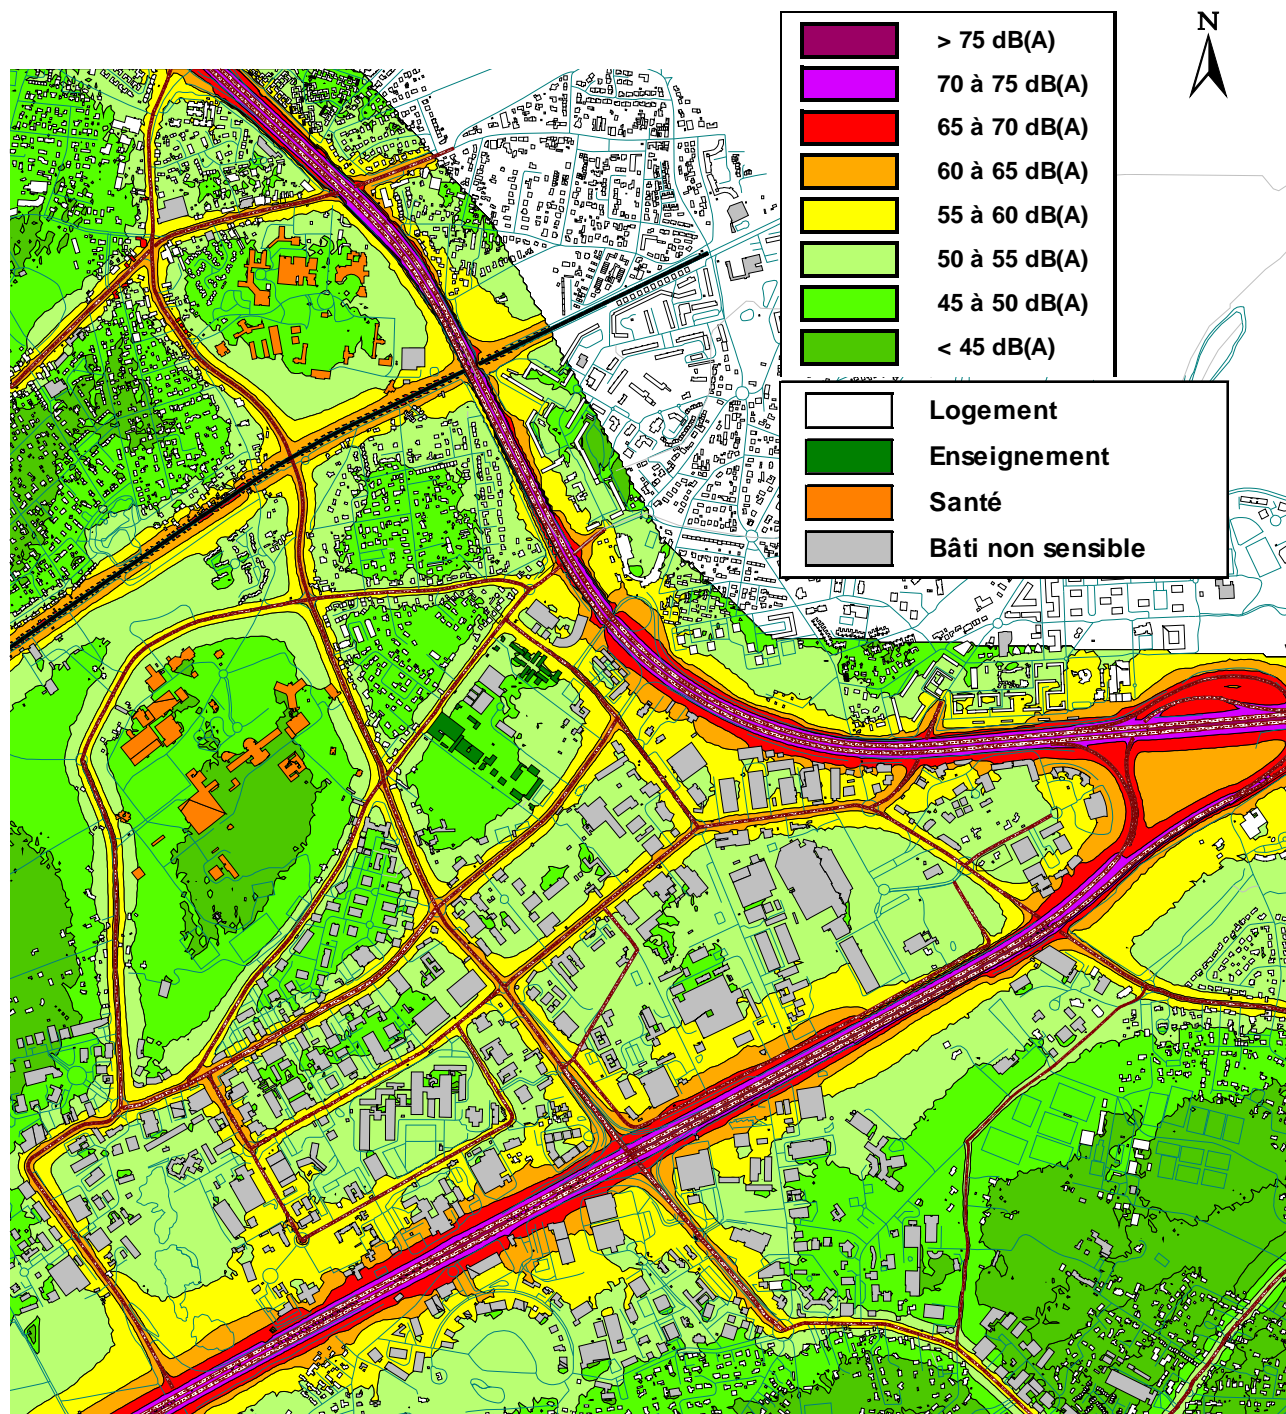 N
> 75 dB(A)
70 à 75 dB(A)
65 à 70 dB(A)
60 à 65 dB(A)
55 à 60 dB(A)
50 à 55 dB(A)
45 à 50 dB(A)
< 45 dB(A)
Logement
Enseignement
Santé
Bâti non sensible